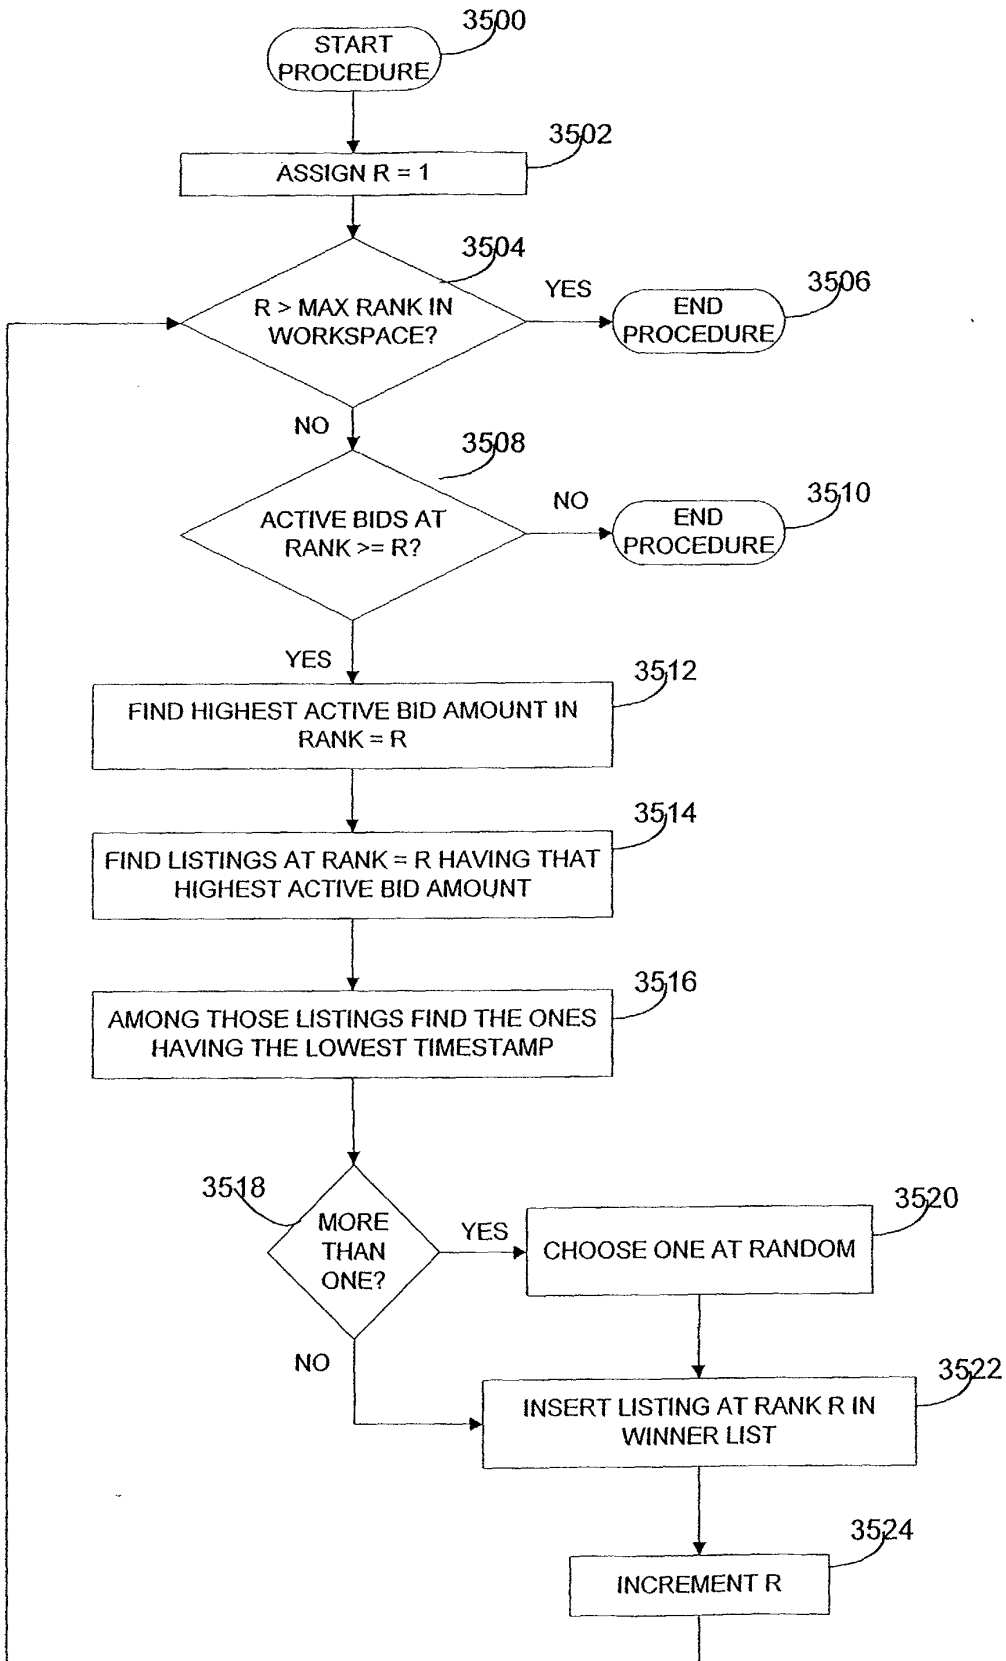 3500
START
PROCEDURE
3502
ASSIGN R = 1
3504
R > MAX RANK IN
WORKSPACE?
YES
3506
END
PROCEDURE
NO
3508
ACTIVE BIDS AT
RANK >= R?
NO
3510
END
PROCEDURE
YES
3512
FIND HIGHEST ACTIVE BID AMOUNT IN
RANK = R
3514
FIND LISTINGS AT RANK = R HAVING THAT
HIGHEST ACTIVE BID AMOUNT
3516
AMONG THOSE LISTINGS FIND THE ONES
HAVING THE LOWEST TIMESTAMP
3518
MORE
THAN
ONE?
YES
3520
CHOOSE ONE AT RANDOM
NO
3522
INSERT LISTING AT RANK R IN
WINNER LIST
3524
INCREMENT R